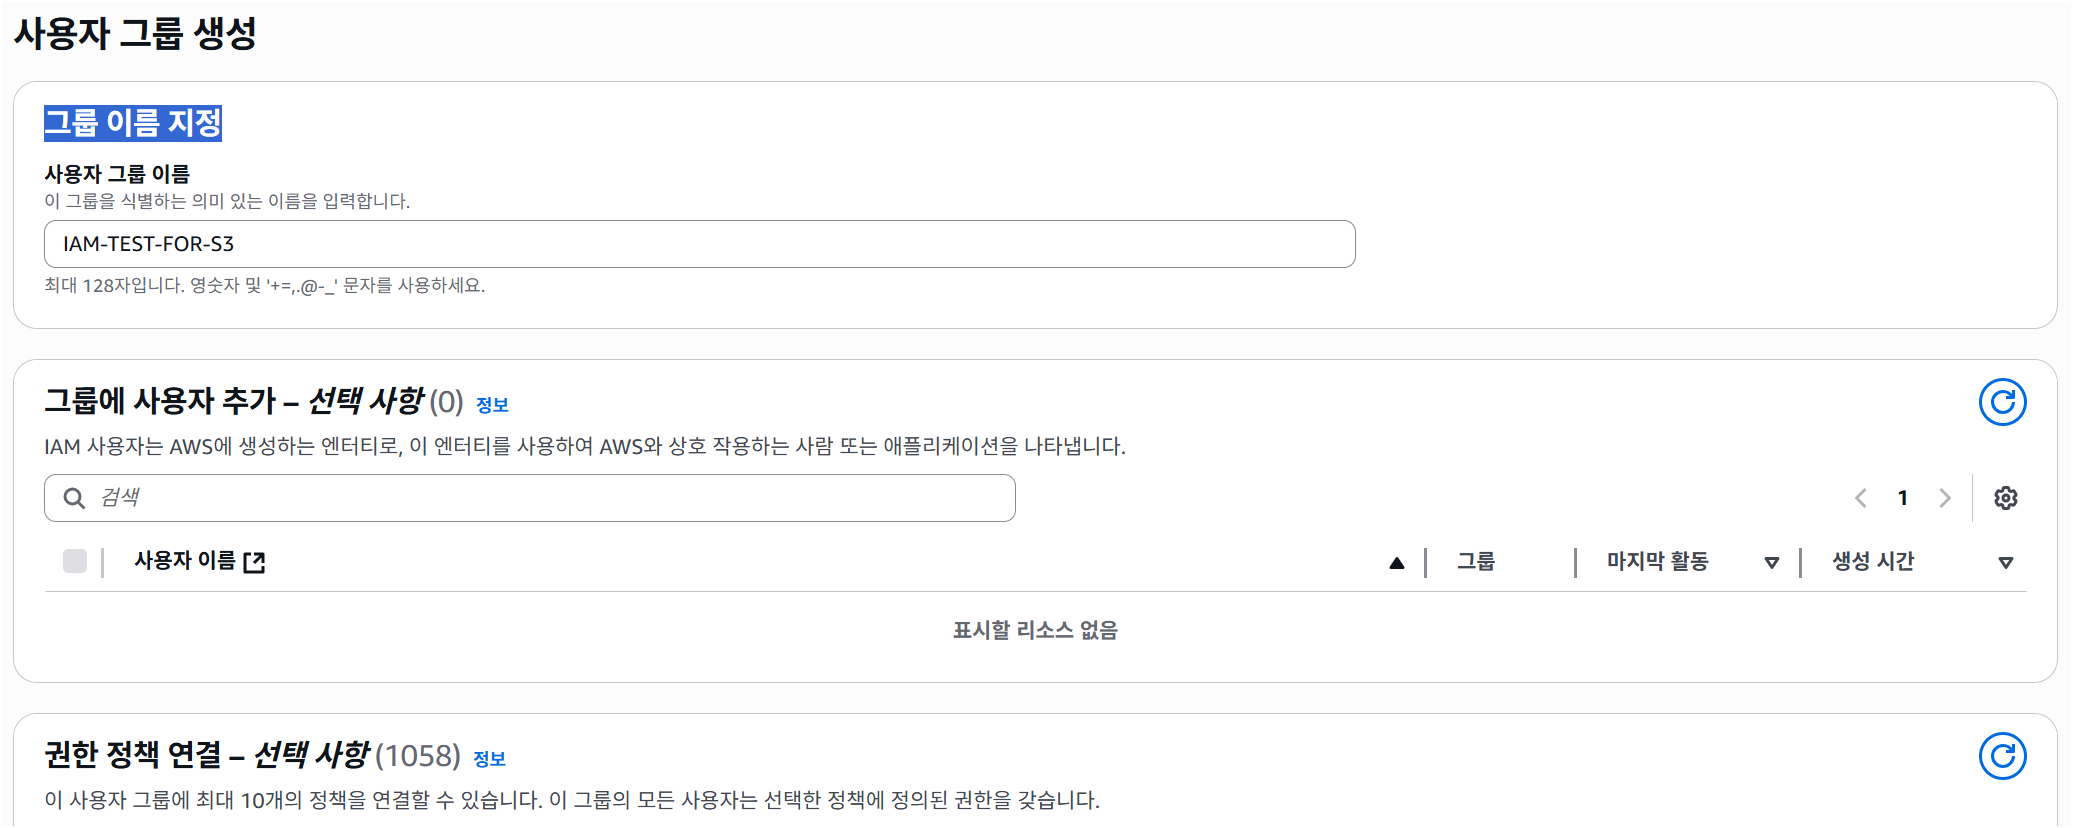 사용자 그룹 생성
그룹 이름 지정
사용자 그룹 이름
이 그룹을 식별하는 의미 있는 이름을 입력합니다.
IAM-TEST-FOR-S3
최대 128자입니다. 영숫자 및 '+=,.@-_' 문자를 사용하세요.
그룹에 사용자 추가 – 선택 사항 (0) 정보
IAM 사용자는 AWS에 생성하는 엔터티로, 이 엔터티를 사용하여 AWS와 상호 작용하는 사람 또는 애플리케이션을 나타냅니다.
검색
1
사용자 이름 그룹 마지막 활동 생성 시간
표시할 리소스 없음
권한 정책 연결 – 선택 사항 (1058) 정보
이 사용자 그룹에 최대 10개의 정책을 연결할 수 있습니다. 이 그룹의 모든 사용자는 선택한 정책에 정의된 권한을 갖습니다.